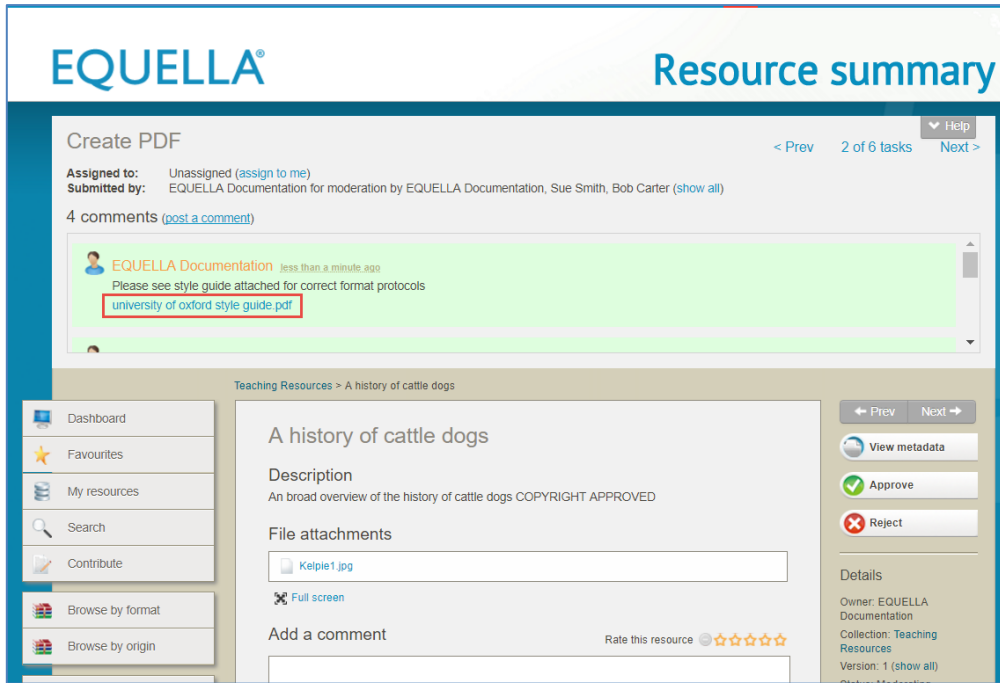 EQUELLA®
Resource summary
Help
Create PDF
< Prev 2 of 6 tasks Next >
Assigned to: Unassigned (assign to me)
Submitted by: EQUELLA Documentation for moderation by EQUELLA Documentation, Sue Smith, Bob Carter (show all)
4 comments (post a comment)
EQUELLA Documentation less than a minute ago
Please see style guide attached for correct format protocols
university of oxford style guide.pdf
Teaching Resources > A history of cattle dogs
Dashboard
Favourites
My resources
Search
Contribute
Browse by format
Browse by origin
A history of cattle dogs
Description
An broad overview of the history of cattle dogs COPYRIGHT APPROVED
File attachments
Kelpie1.jpg
Full screen
Add a comment
Rate this resource
Prev Next
View metadata
Approve
Reject
Details
Owner: EQUELLA
Documentation
Collection: Teaching
Resources
Version: 1 (show all)
Status: Moderating